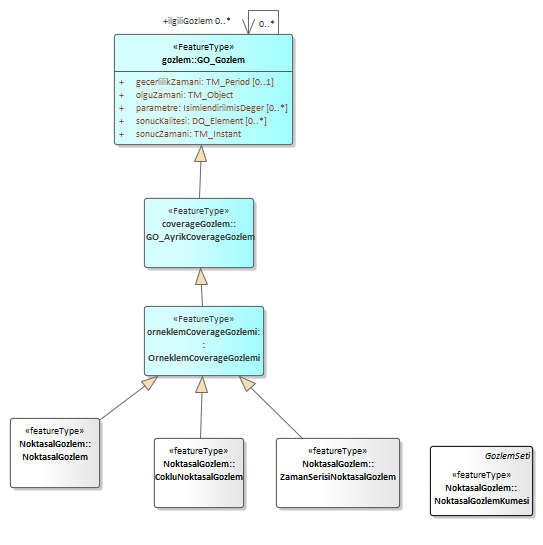 +ilgiliGozlem 0..*
0..*
«FeatureType»
gozlem::GO_Gozlem
+ gecerlilikZamani: TM_Period [0..1]
+ olguZamani: TM_Object
+ parametre: IsimlendirilmisDeger [0..*]
+ sonucKalitesi: DQ_Element [0..*]
+ sonucZamani: TM_Instant
«FeatureType»
coverageGozlem::
GO_AyrikCoverageGozlem
«FeatureType»
orneklemCoverageGozlemi:
:
OrneklemCoverageGozlemi
«featureType»
NoktasalGozlem::
NoktasalGozlem
«featureType»
NoktasalGozlem::
CokluNoktasalGozlem
«featureType»
NoktasalGozlem::
ZamanSerisiNoktasalGozlem
GozlemSeti
«featureType»
NoktasalGozlem::
NoktasalGozlemKumesi